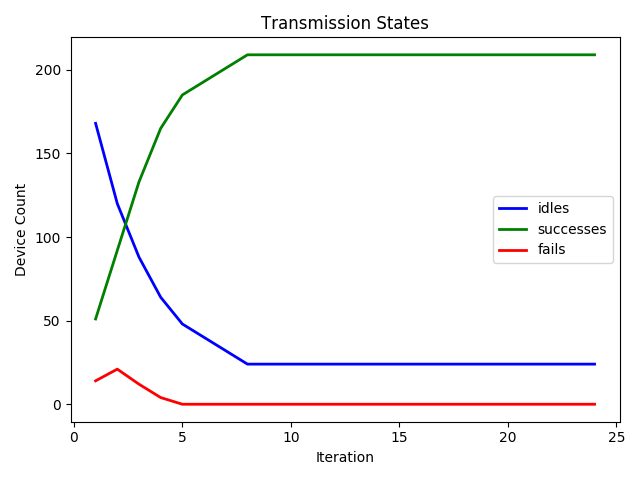 Transmission States
200
150
100
50
0
Device Count
idles
successes
fails
0 5 10 15 20 25
Iteration